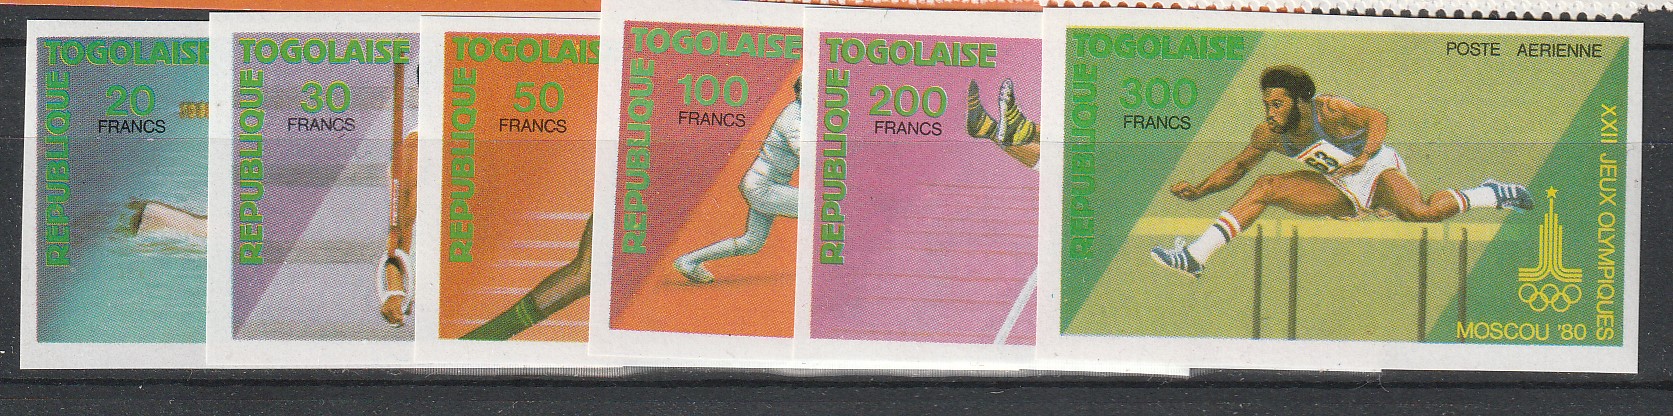 REPUBLIQUE
TOGOLAISE
20
FRANCS
REPUBLIQUE
TOGOLAISE
30
FRANCS
REPUBLIQUE
50
FRANCS
REPUBLIQUE
TOGOLAISE
100
FRANCS
REPUBLIQUE
TOGOLAISE
200
FRANCS
REPUBLIQUE
TOGOLAISE
300
FRANCS
POSTE AERIENNE
63
XXII JEUX OLYMPIQUES
MOSCOU '80